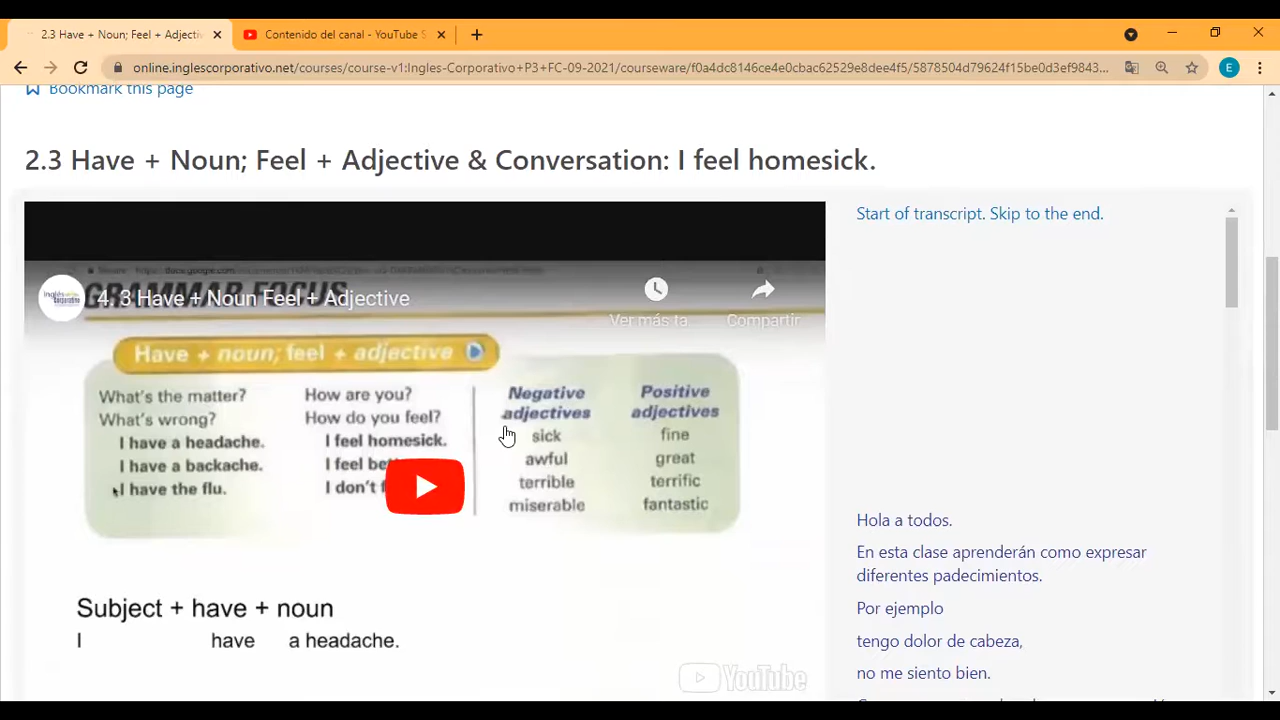 2.3 Have + Noun; Feel + Adjecti
Contenido del canal - YouTube S
online.inglescorporativo.net/courses/course-v1:Ingles-Corporativo+P3+FC-09-2021/courseware/f0a4dc8146ce4e0cbac62529e8dee4f5/5878504d79624f15be0d3ef9843...
E
Bookmark this page
2.3 Have + Noun; Feel + Adjective & Conversation: I feel homesick.
Start of transcript. Skip to the end.
GRAMMAR FOCUS
4. 3 Have + Noun Feel + Adjective
Ver más ta
Compartir
Have + noun; feel + adjective
What's the matter?
What's wrong?
I have a headache.
I have a backache.
I have the flu.
How are you?
How do you feel?
I feel homesick.
I feel be
I don't f
Negative
adjectives
sick
awful
terrible
miserable
Positive
adjectives
fine
great
terrific
fantastic
Subject + have + noun
I have a headache.
YouTube
Hola a todos.
En esta clase aprenderán como expresar
diferentes padecimientos.
Por ejemplo
tengo dolor de cabeza,
no me siento bien.